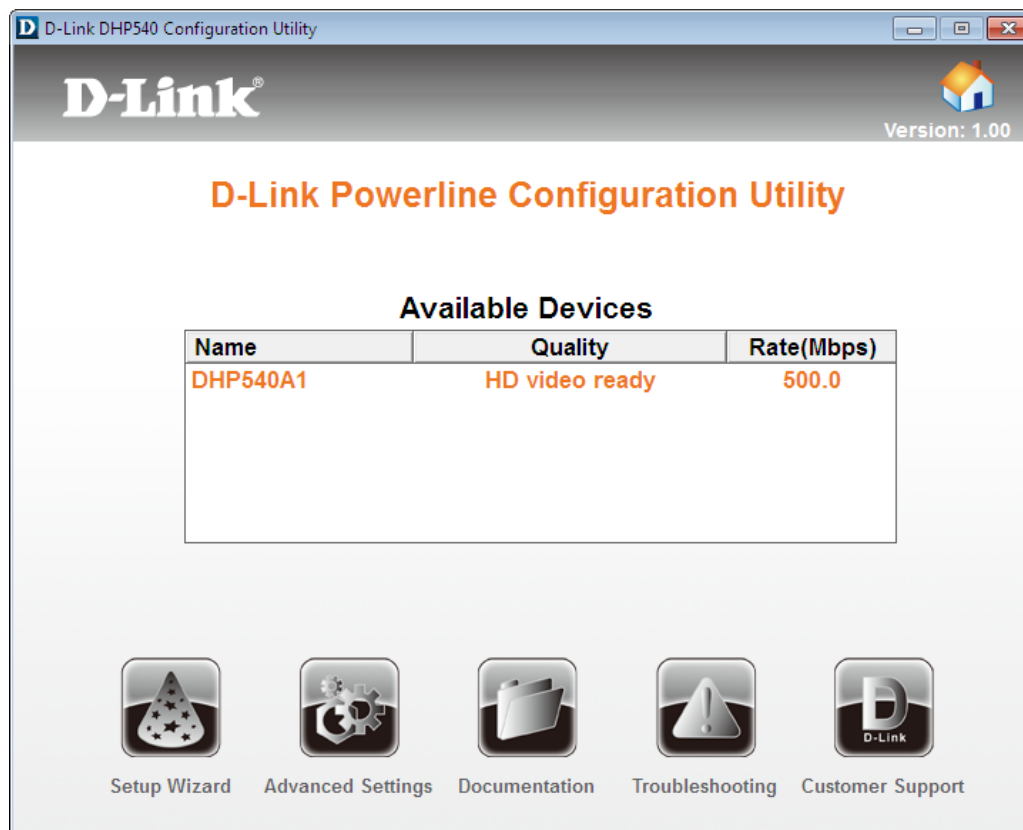 D D-Link DHP540 Configuration Utility
D-Link®
Version: 1.00
D-Link Powerline Configuration Utility
Available Devices
Name Quality Rate(Mbps)
DHP540A1 HD video ready 500.0
D D-Link
Setup Wizard Advanced Settings Documentation Troubleshooting Customer Support